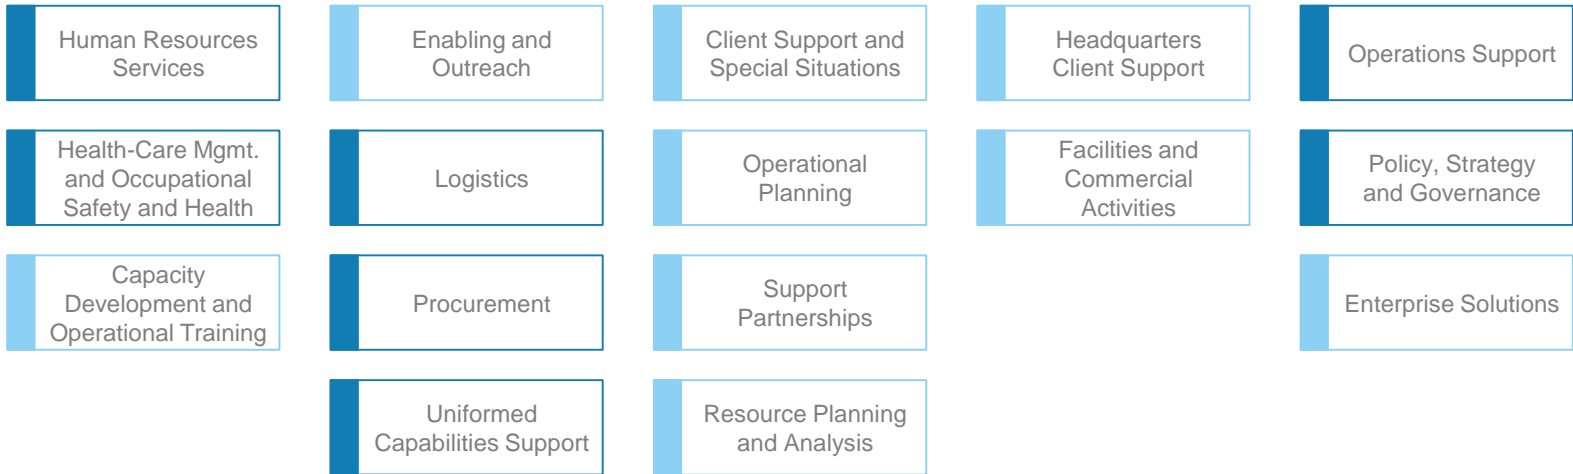 Human Resources
Services
Enabling and
Outreach
Client Support and
Special Situations
Headquarters
Client Support
Operations Support
Health-Care Mgmt.
and Occupational
Safety and Health
Logistics
Operational
Planning
Facilities and
Commercial
Activities
Policy, Strategy
and Governance
Capacity
Development and
Operational Training
Procurement
Support
Partnerships
Enterprise Solutions
Uniformed
Capabilities Support
Resource Planning
and Analysis